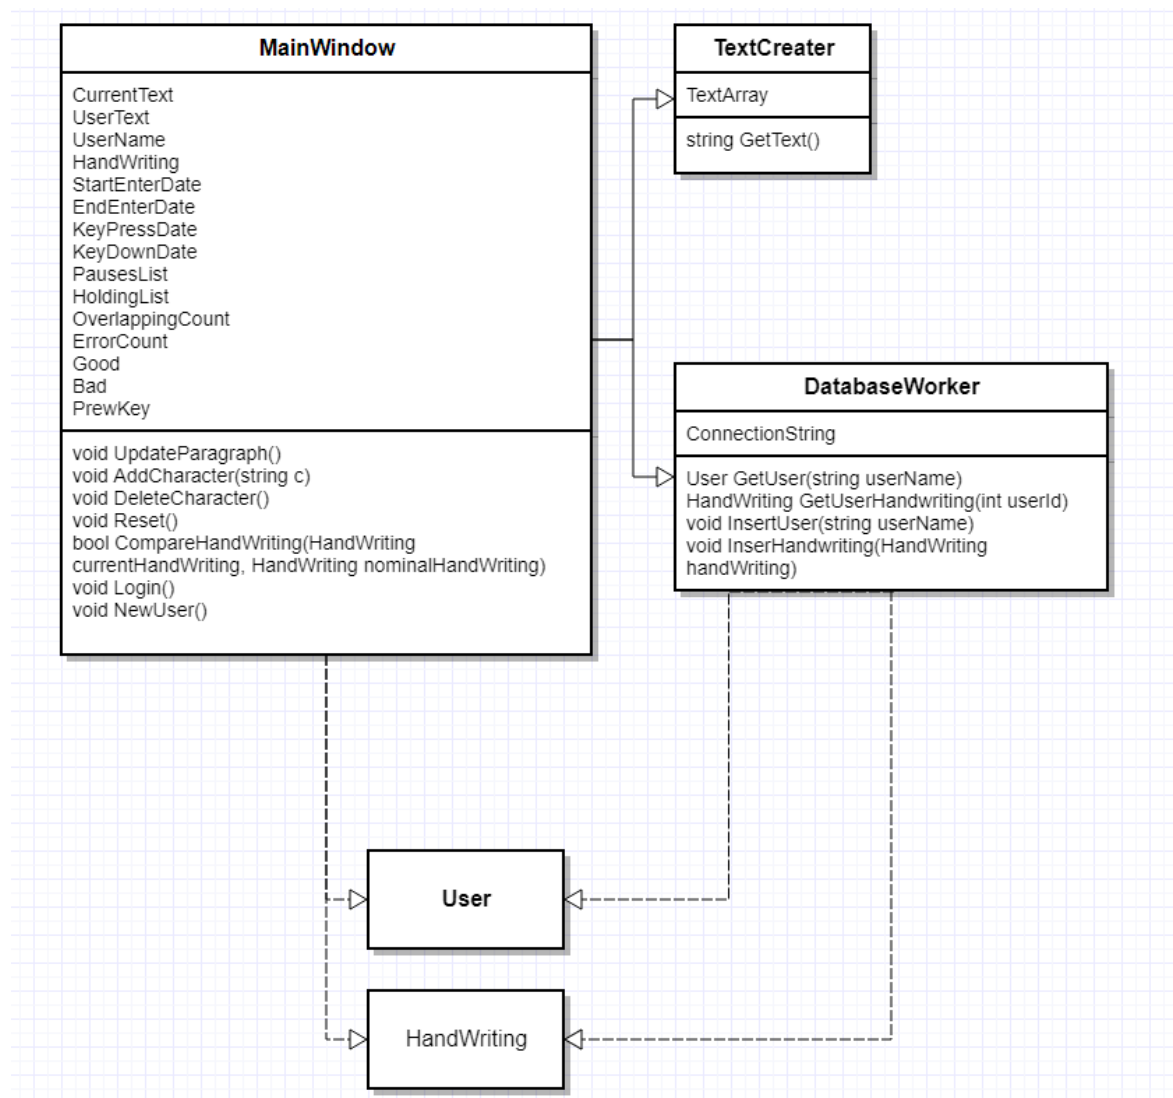 MainWindow
CurrentText
UserText
UserName
HandWriting
StartEnterDate
EndEnterDate
KeyPressDate
KeyDownDate
PausesList
HoldingList
OverlappingCount
ErrorCount
Good
Bad
PrewKey
void UpdateParagraph()
void AddCharacter(string c)
void DeleteCharacter()
void Reset()
bool CompareHandWriting(HandWriting
currentHandWriting, HandWriting nominalHandWriting)
void Login()
void NewUser()
TextCreater
TextArray
string GetText()
DatabaseWorker
ConnectionString
User GetUser(string userName)
HandWriting GetUserHandwriting(int userId)
void InsertUser(string userName)
void InserHandwriting(HandWriting
handWriting)
User
HandWriting